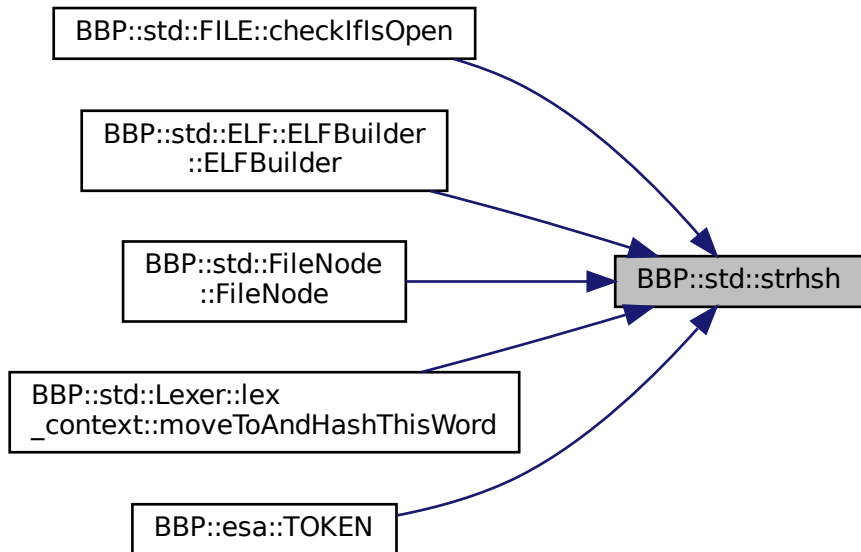 BBP::std::FILE::checkIfIsOpen
BBP::std::ELF::ELFBuilder
::ELFBuilder
BBP::std::FileNode
::FileNode
BBP::std::strhsh
BBP::std::Lexer::lex
_context::moveToAndHashThisWord
BBP::esa::TOKEN